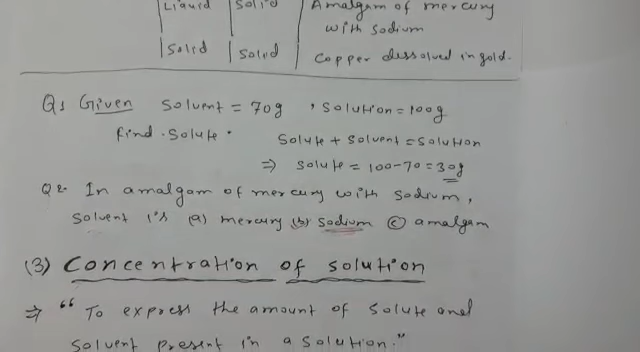 Liquid Solid Amalgam of mercury
with sodium
Solid Solid Copper dissolved in gold.
Q1 Given Solvent = 70g , Solution = 100g
find Solute. Solute + Solvent = Solution
⇒ Solute = 100-70 = 30g
Q2. In amalgam of mercury with sodium,
Solvent is (a) mercury (b) Sodium (c) amalgam
(3) Concentration of solution
⇒ "To express the amount of solute and
solvent present in a solution."